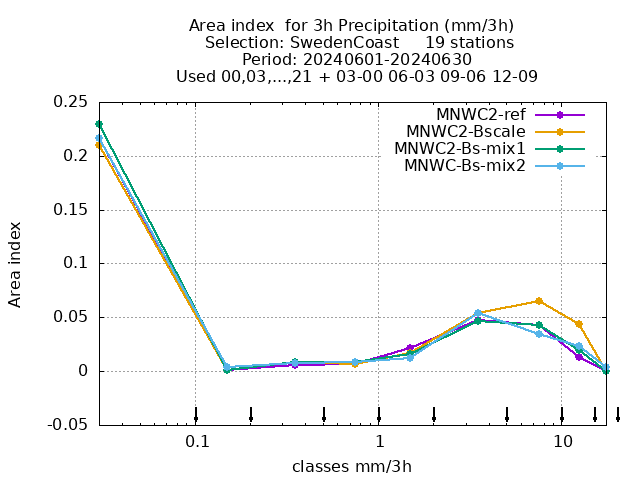 Area index  for 3h Precipitation (mm/3h)
Selection: SwedenCoast     19 stations
Period: 20240601-20240630
Used 00,03,...,21 + 03-00 06-03 09-06 12-09
MNWC2-ref
MNWC2-Bscale
MNWC2-Bs-mix1
MNWC-Bs-mix2
0.25
0.2
0.15
0.1
0.05
0
-0.05
Area index
0.1 1 10
classes mm/3h